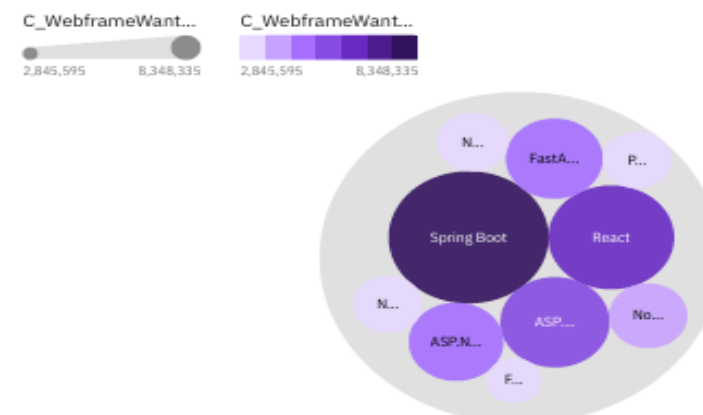 C_WebframeWant... C_WebframeWant...
2,845,595 8,348,335 2,845,595 8,348,335
N...
FastA...
P...
Spring Boot
React
N...
No...
ASP....
ASP.N...
F...